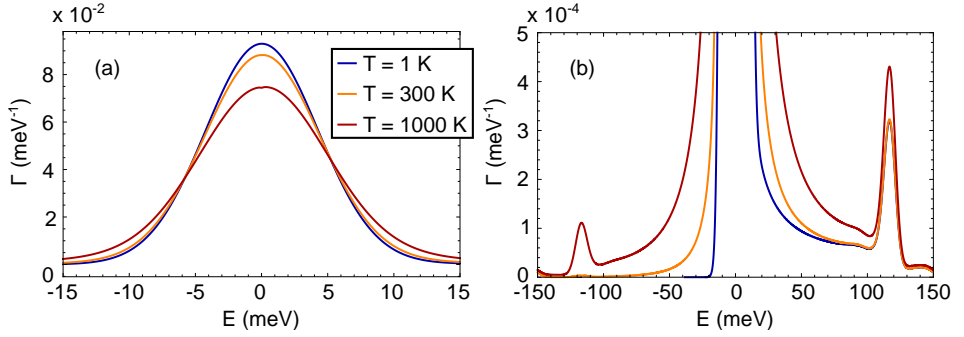 x 10⁻²
(a)
T = 1 K
T = 300 K
T = 1000 K
Γ (meV⁻¹)
8
6
4
2
0
-15 -10 -5 0 5 10 15
E (meV)
x 10⁻⁴
(b)
Γ (meV⁻¹)
5
4
3
2
1
0
-150 -100 -50 0 50 100 150
E (meV)